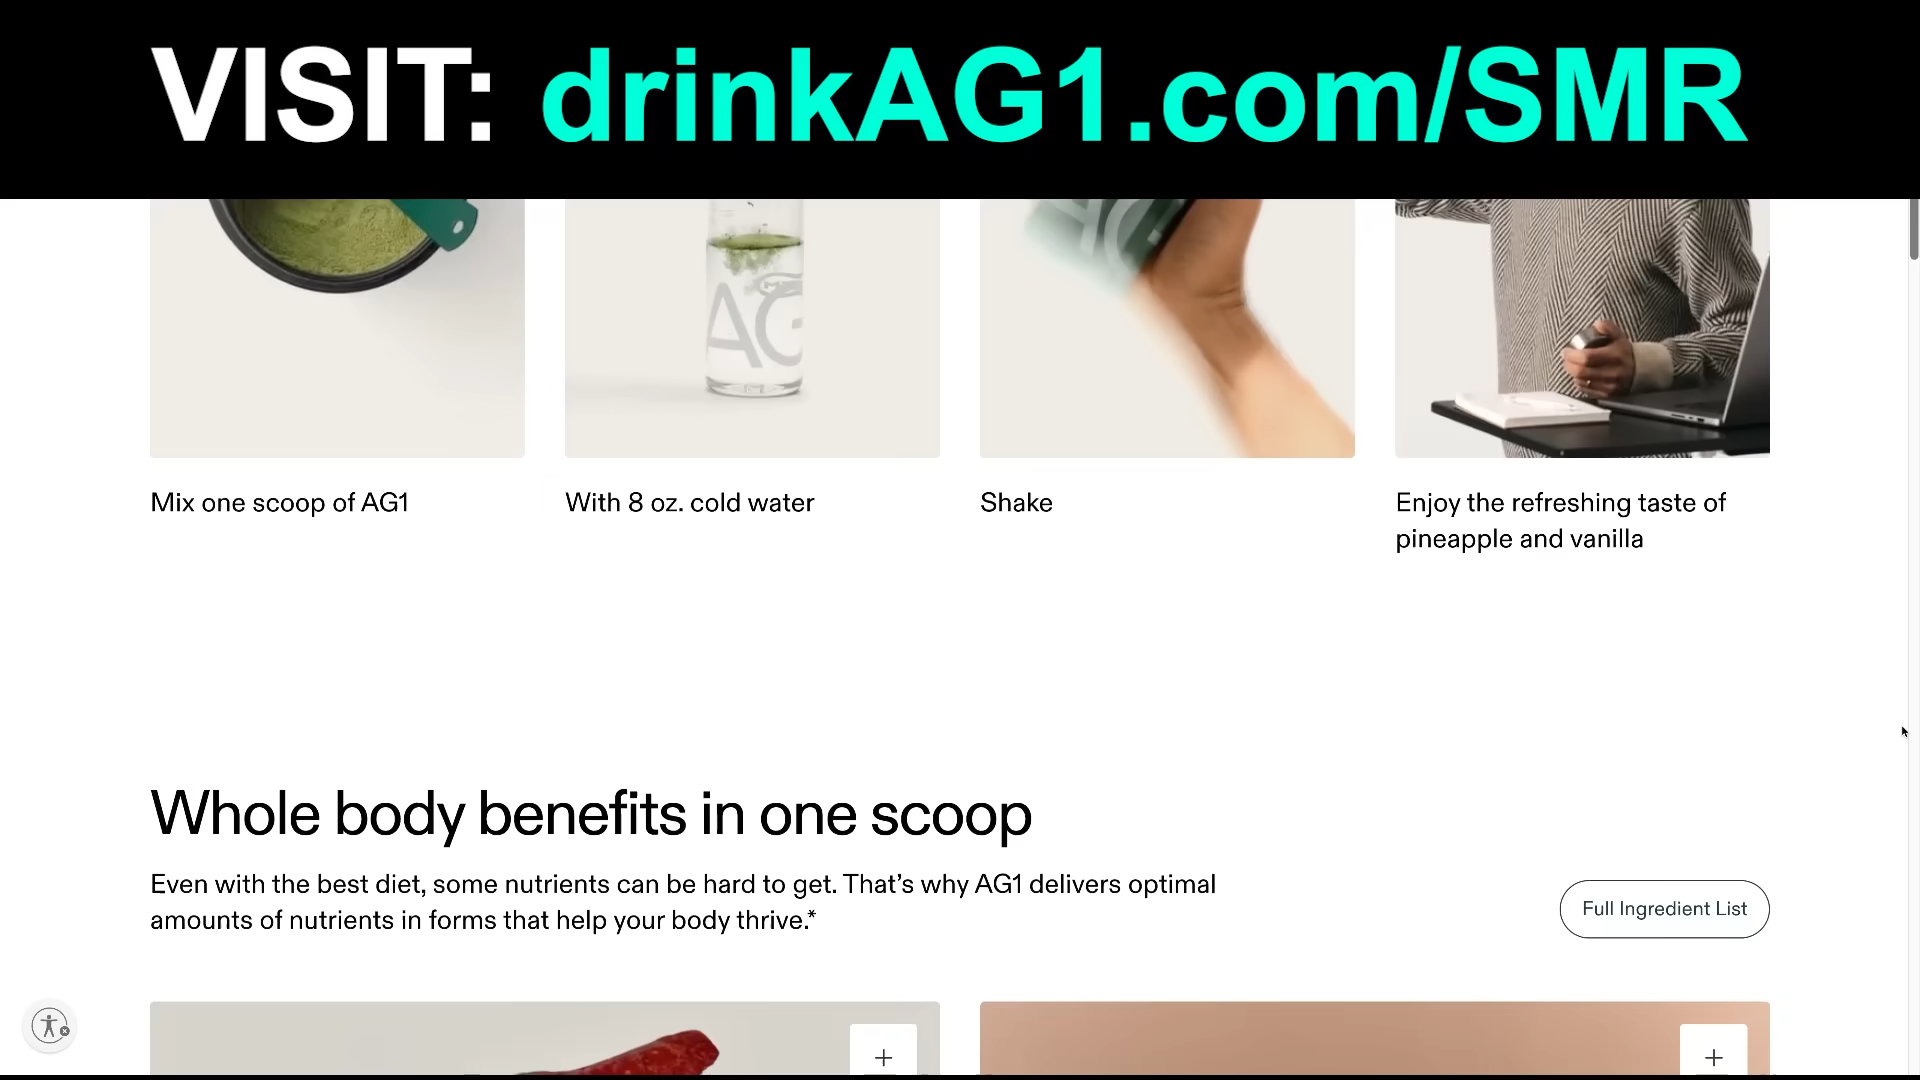 VISIT: drinkAG1.com/SMR
AG
AG
Mix one scoop of AG1
With 8 oz. cold water
Shake
Enjoy the refreshing taste of
pineapple and vanilla
Whole body benefits in one scoop
Even with the best diet, some nutrients can be hard to get. That’s why AG1 delivers optimal
amounts of nutrients in forms that help your body thrive.*
Full Ingredient List